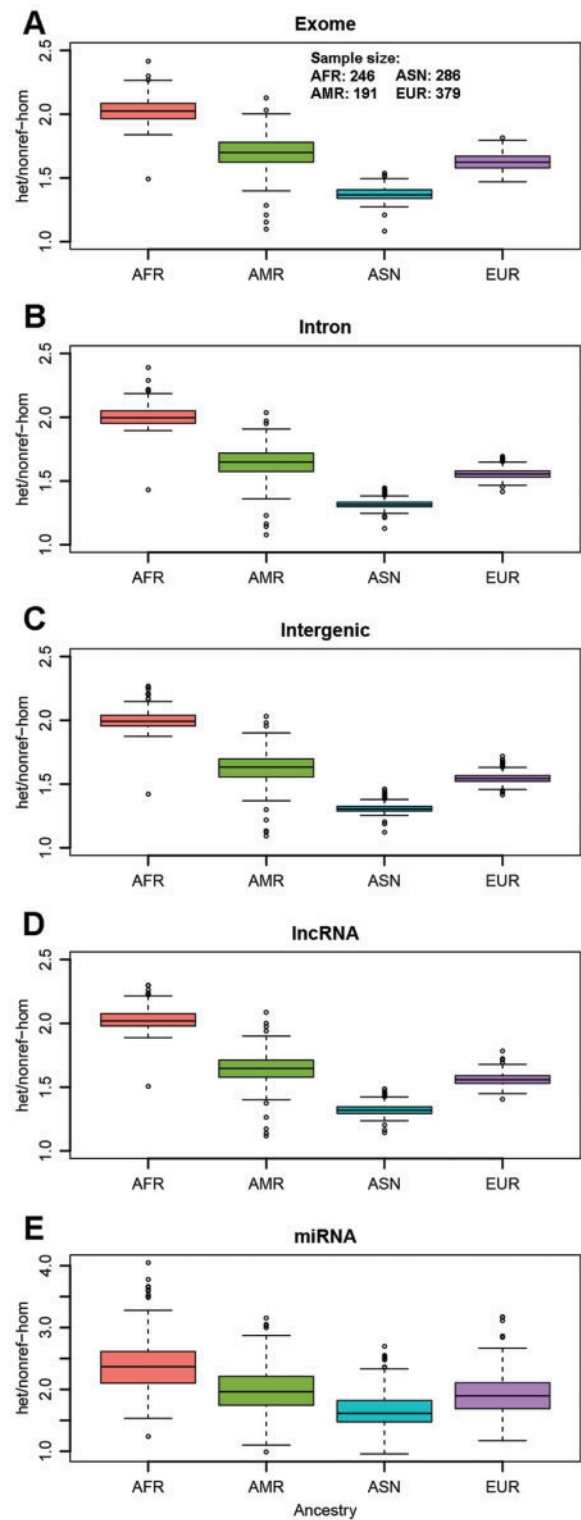 A
Exome
Sample size:
AFR: 246 ASN: 286
AMR: 191 EUR: 379
het/nonref-hom
2.5
2.0
1.5
1.0
AFR AMR ASN EUR
B
Intron
het/nonref-hom
2.5
2.0
1.5
1.0
AFR AMR ASN EUR
C
Intergenic
het/nonref-hom
2.5
2.0
1.5
1.0
AFR AMR ASN EUR
D
lncRNA
het/nonref-hom
2.5
2.0
1.5
1.0
AFR AMR ASN EUR
E
miRNA
het/nonref-hom
4.0
3.0
2.0
1.0
AFR AMR ASN EUR
Ancestry